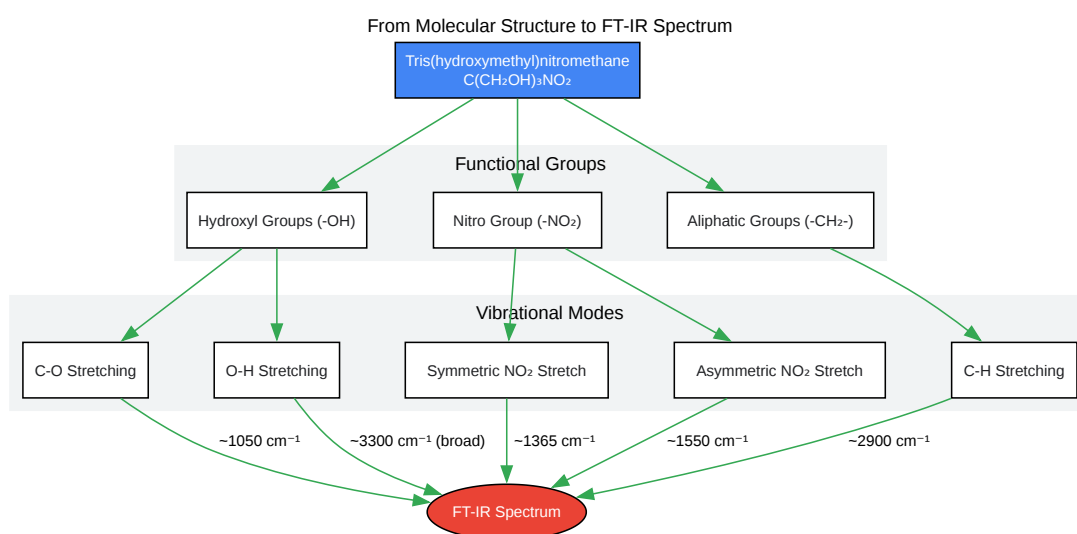 From Molecular Structure to FT-IR Spectrum
Tris(hydroxymethyl)nitromethane
C(CH₂OH)₃NO₂
Functional Groups
Hydroxyl Groups (-OH)
Nitro Group (-NO₂)
Aliphatic Groups (-CH₂-)
Vibrational Modes
C-O Stretching
O-H Stretching
Symmetric NO₂ Stretch
Asymmetric NO₂ Stretch
C-H Stretching
~1050 cm⁻¹
~3300 cm⁻¹ (broad)
~1365 cm⁻¹
~1550 cm⁻¹
~2900 cm⁻¹
FT-IR Spectrum